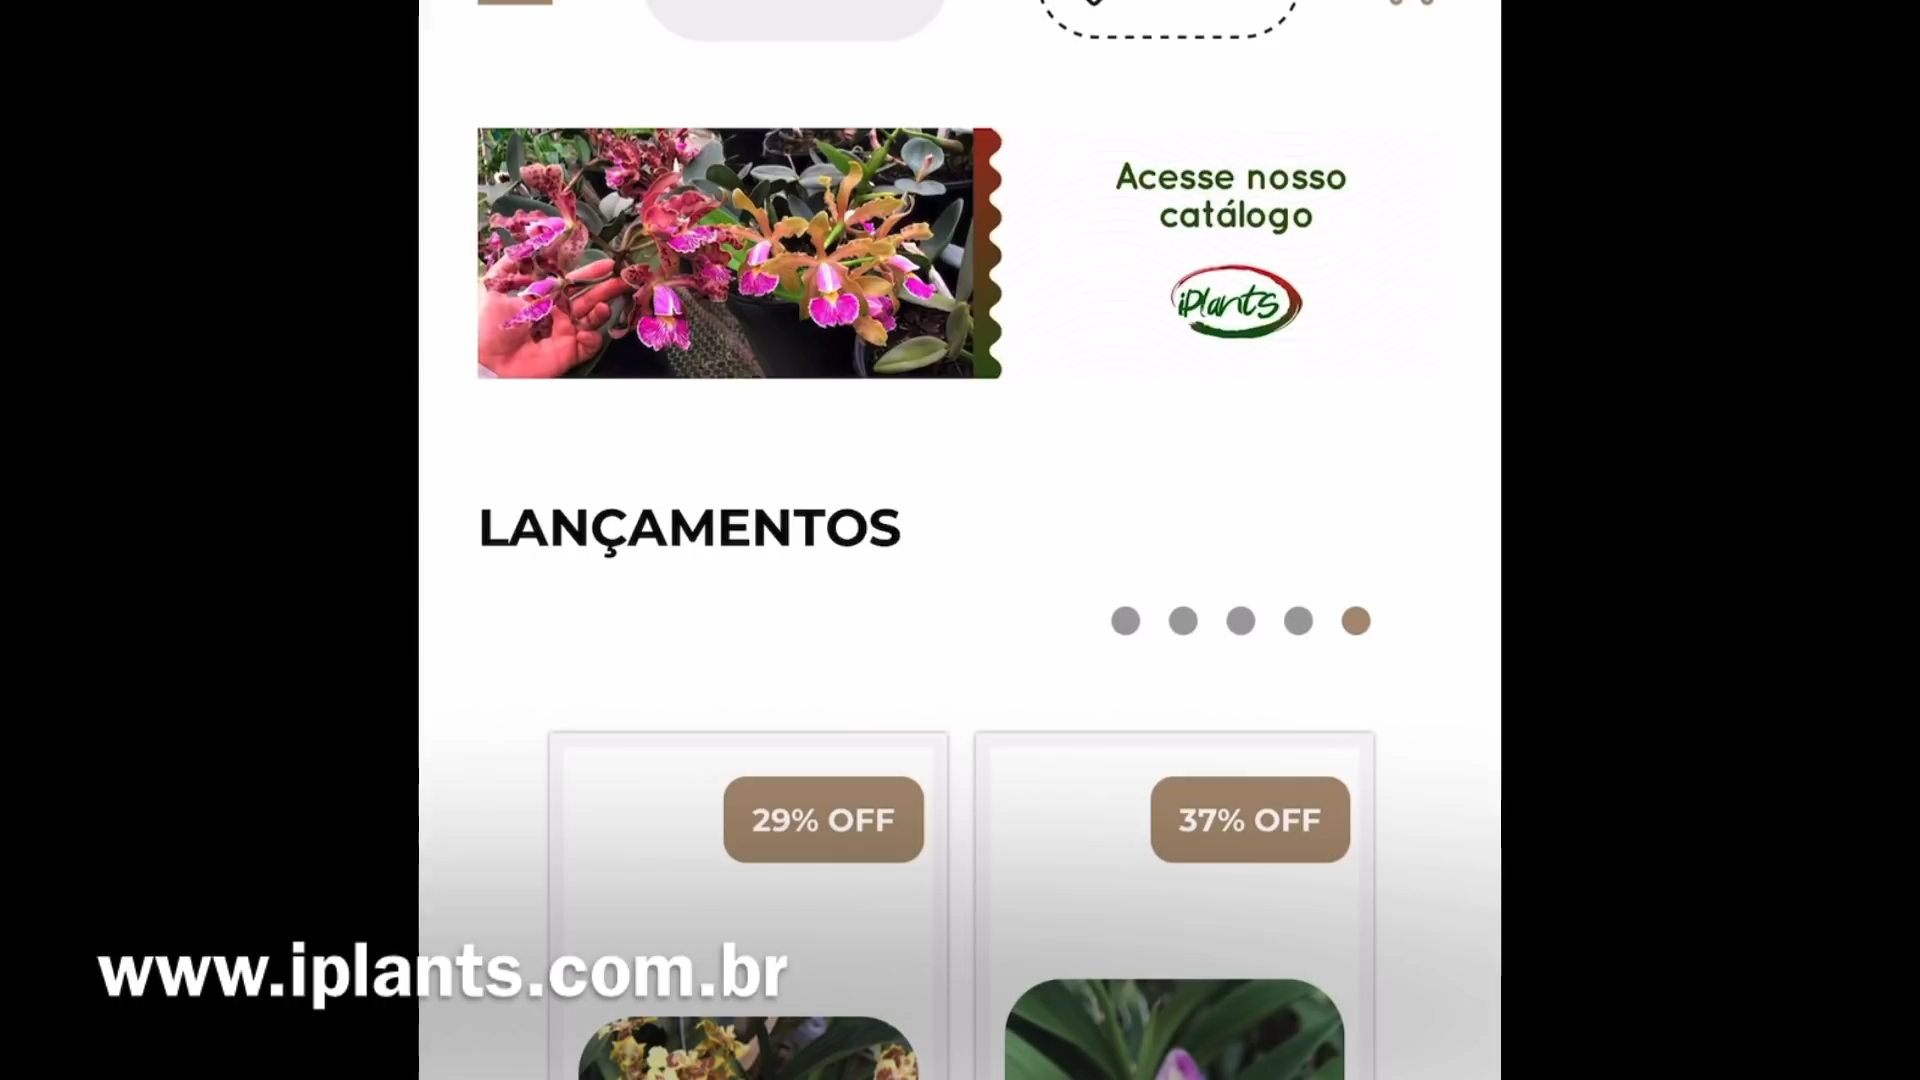 Acesse nosso
catálogo
iPlants
LANÇAMENTOS
29% OFF
37% OFF
www.iplants.com.br